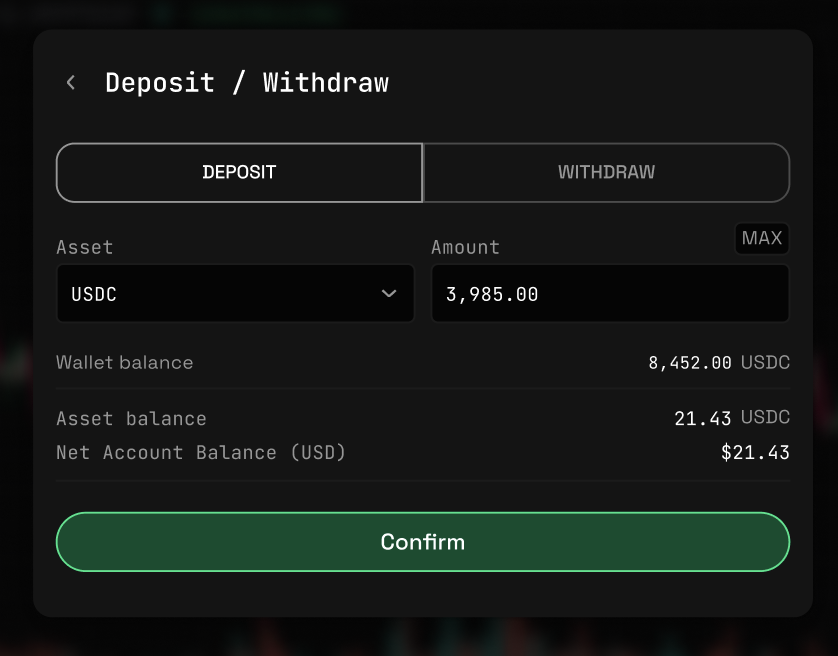 Deposit / Withdraw
DEPOSIT WITHDRAW
Asset Amount MAX
USDC 3,985.00
Wallet balance 8,452.00 USDC
Asset balance 21.43 USDC
Net Account Balance (USD) $21.43
Confirm